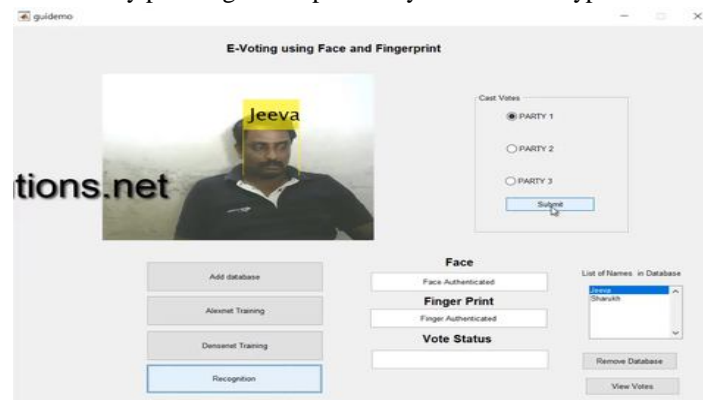 guidemo
E-Voting using Face and Fingerprint
Jeeva
tions.net
Cast Votes
PARTY 1
PARTY 2
PARTY 3
Submit
Add database
Alexnet Training
Densenet Training
Recognition
Face
Face Authenticated
Finger Print
Finger Authenticated
Vote Status
List of Names in Database
Jeeva
Sharukh
Remove Database
View Votes